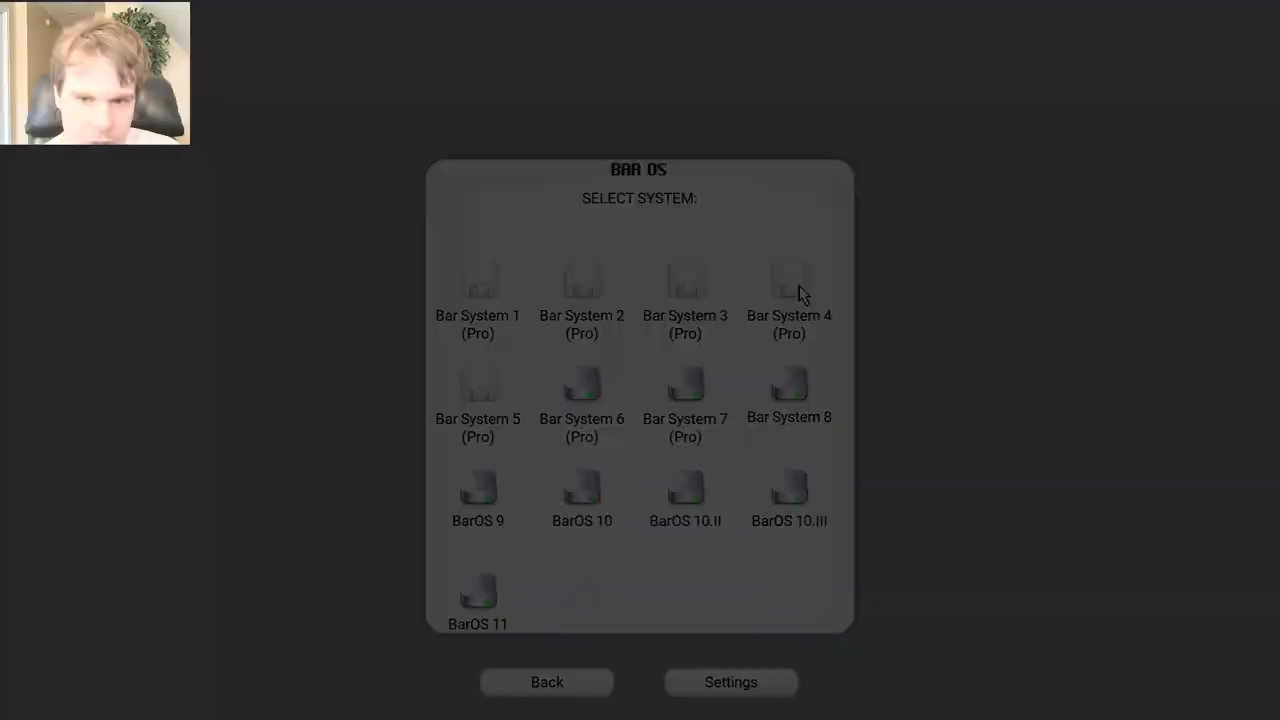 BAR OS
SELECT SYSTEM:
Bar System 1 (Pro)
Bar System 2 (Pro)
Bar System 3 (Pro)
Bar System 4 (Pro)
Bar System 5 (Pro)
Bar System 6 (Pro)
Bar System 7 (Pro)
Bar System 8
BarOS 9
BarOS 10
BarOS 10.II
BarOS 10.III
BarOS 11
Back
Settings